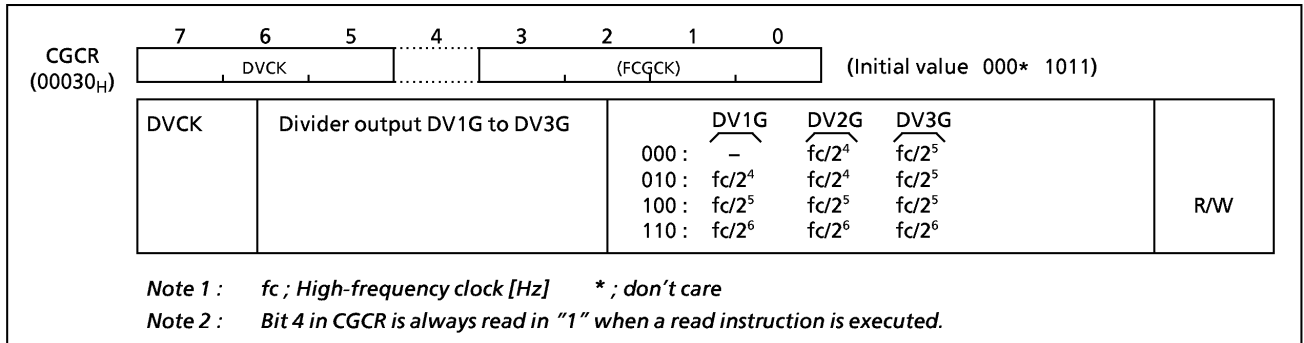 7 6 5 4 3 2 1 0
CGCR
(00030H)
DVCK (FCGCK) (Initial value 000* 1011)
DVCK Divider output DV1G to DV3G DV1G DV2G DV3G
000 : – fc/2⁴ fc/2⁵
010 : fc/2⁴ fc/2⁴ fc/2⁵
100 : fc/2⁵ fc/2⁵ fc/2⁵ R/W
110 : fc/2⁶ fc/2⁶ fc/2⁶
Note 1 : fc ; High-frequency clock [Hz] * ; don't care
Note 2 : Bit 4 in CGCR is always read in "1" when a read instruction is executed.